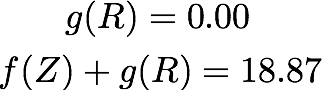 g(R) = 0.00
f(Z) + g(R) = 18.87